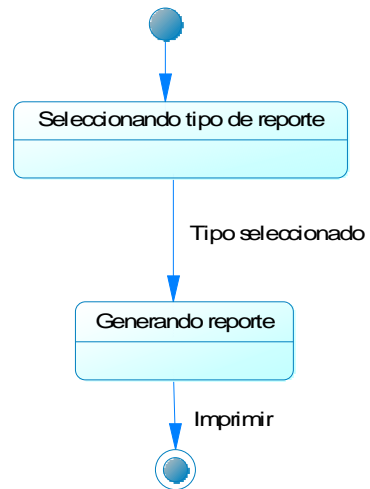 Seleccionando tipo de reporte
Tipo seleccionado
Generando reporte
Imprimir